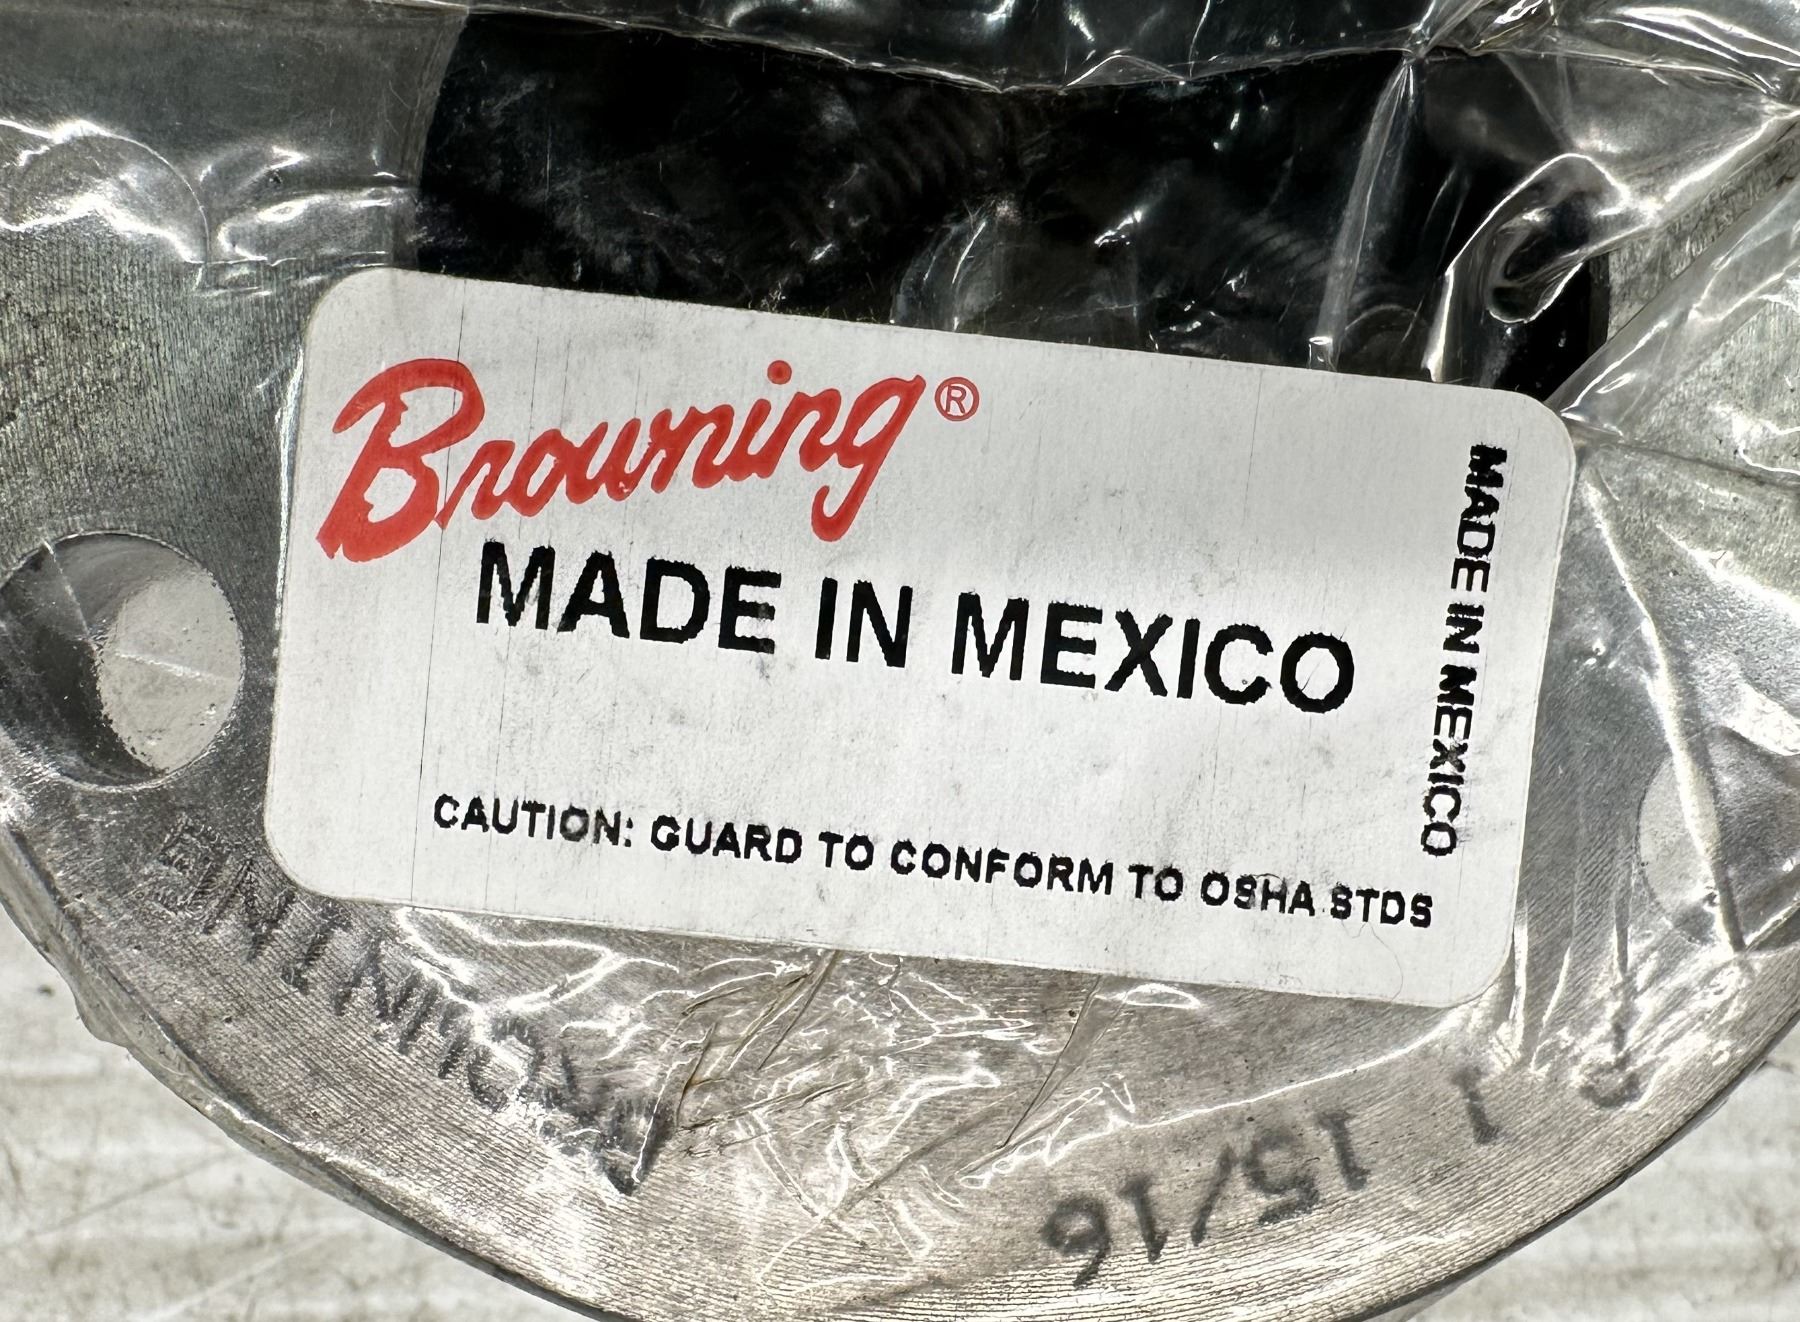 Browning®
MADE IN MEXICO
MADE IN MEXICO
CAUTION: GUARD TO CONFORM TO OSHA STDS
1 15/16